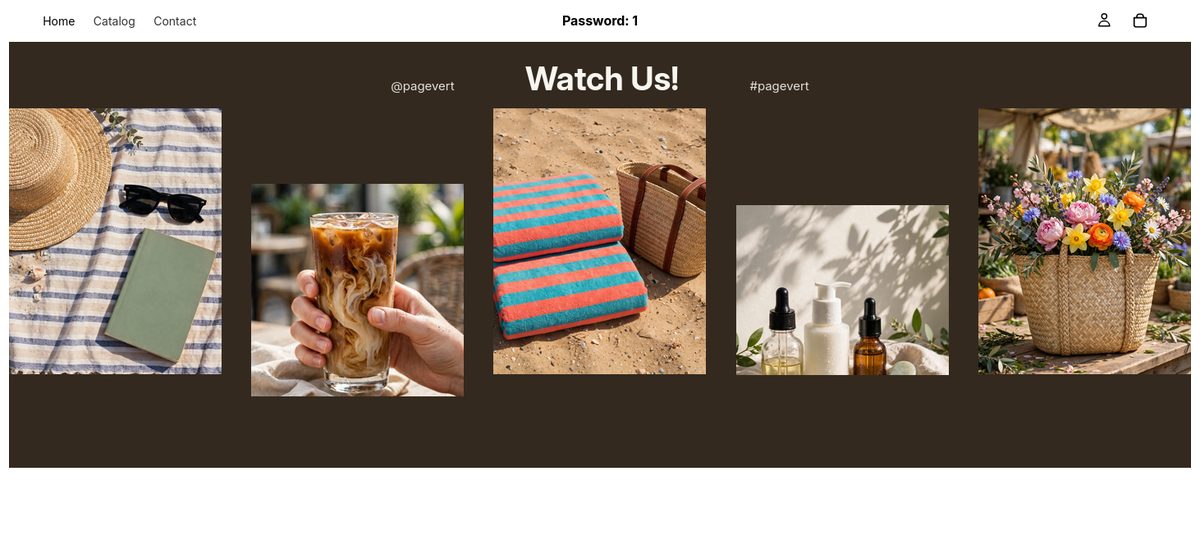 Home
Catalog
Contact
Password: 1
@pagevert
Watch Us!
#pagevert